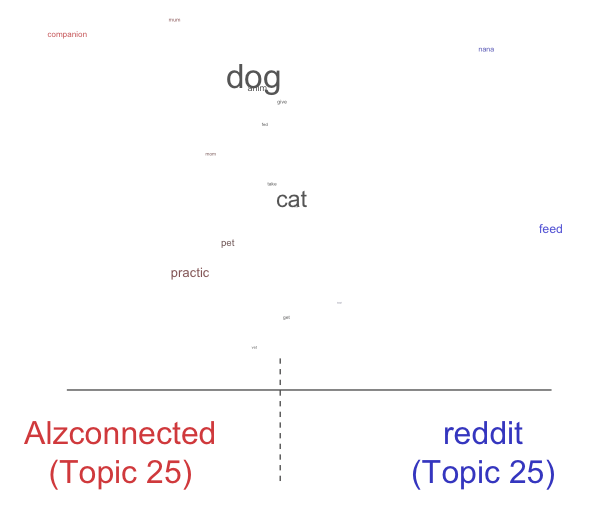 mum
companion
nana
dog
anim
give
fed
mom
take
cat
feed
pet
practic
get
vet
Alzconnected
reddit
(Topic 25)
(Topic 25)